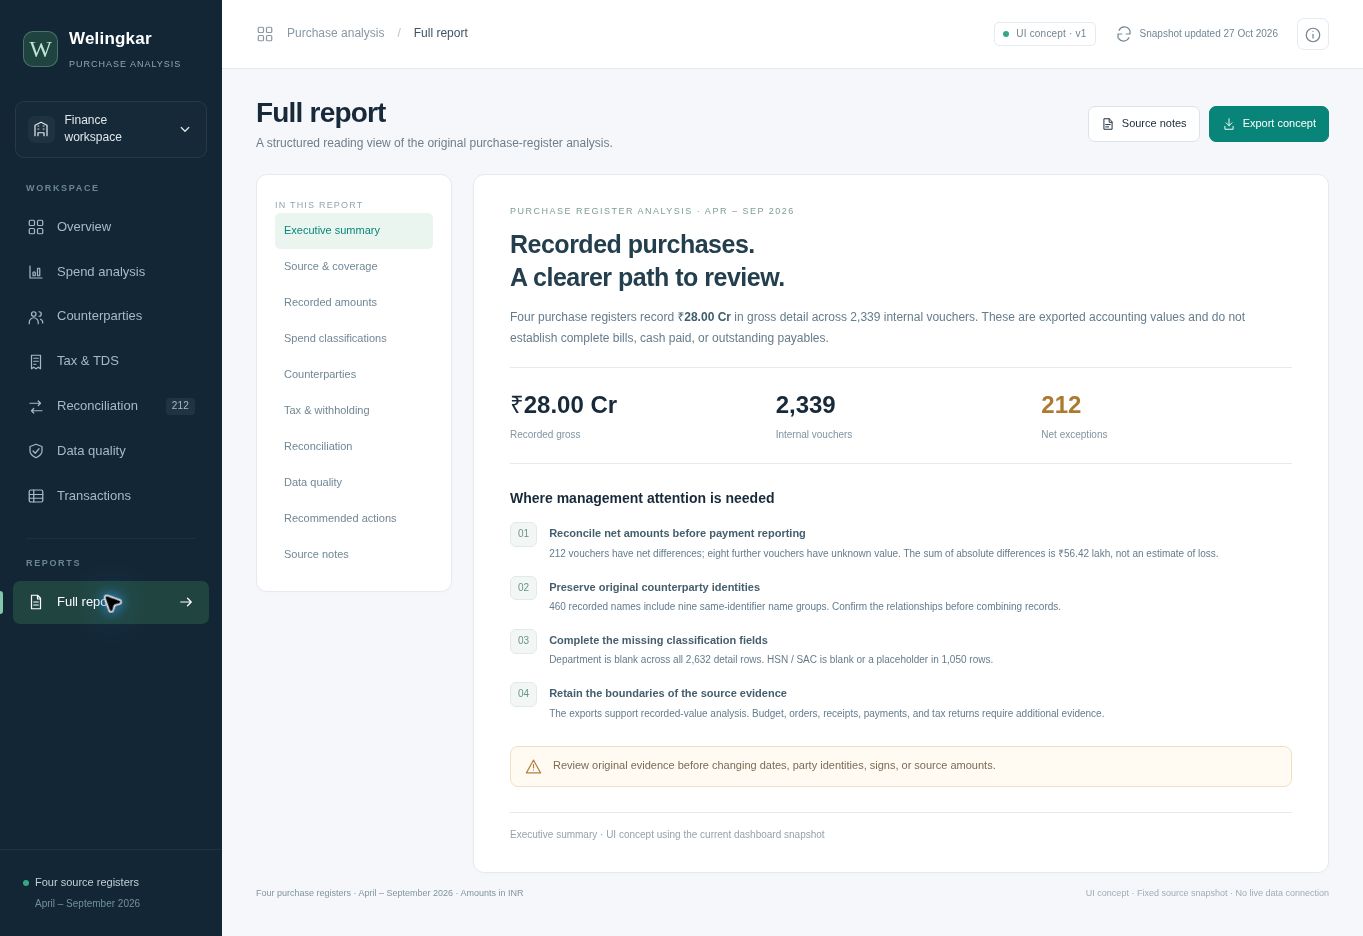 W
Welingkar
PURCHASE ANALYSIS
Finance
workspace
WORKSPACE
Overview
Spend analysis
Counterparties
Tax & TDS
Reconciliation 212
Data quality
Transactions
REPORTS
Full repo
Four source registers
April – September 2026
Purchase analysis / Full report
UI concept · v1
Snapshot updated 27 Oct 2026
Full report
A structured reading view of the original purchase-register analysis.
Source notes
Export concept
IN THIS REPORT
Executive summary
Source & coverage
Recorded amounts
Spend classifications
Counterparties
Tax & withholding
Reconciliation
Data quality
Recommended actions
Source notes
PURCHASE REGISTER ANALYSIS · APR – SEP 2026
Recorded purchases.
A clearer path to review.
Four purchase registers record ₹28.00 Cr in gross detail across 2,339 internal vouchers. These are exported accounting values and do not
establish complete bills, cash paid, or outstanding payables.
₹28.00 Cr
Recorded gross
2,339
Internal vouchers
212
Net exceptions
Where management attention is needed
01 Reconcile net amounts before payment reporting
212 vouchers have net differences; eight further vouchers have unknown value. The sum of absolute differences is ₹56.42 lakh, not an estimate of loss.
02 Preserve original counterparty identities
460 recorded names include nine same-identifier name groups. Confirm the relationships before combining records.
03 Complete the missing classification fields
Department is blank across all 2,632 detail rows. HSN / SAC is blank or a placeholder in 1,050 rows.
04 Retain the boundaries of the source evidence
The exports support recorded-value analysis. Budget, orders, receipts, payments, and tax returns require additional evidence.
Review original evidence before changing dates, party identities, signs, or source amounts.
Executive summary · UI concept using the current dashboard snapshot
Four purchase registers · April – September 2026 · Amounts in INR
UI concept · Fixed source snapshot · No live data connection